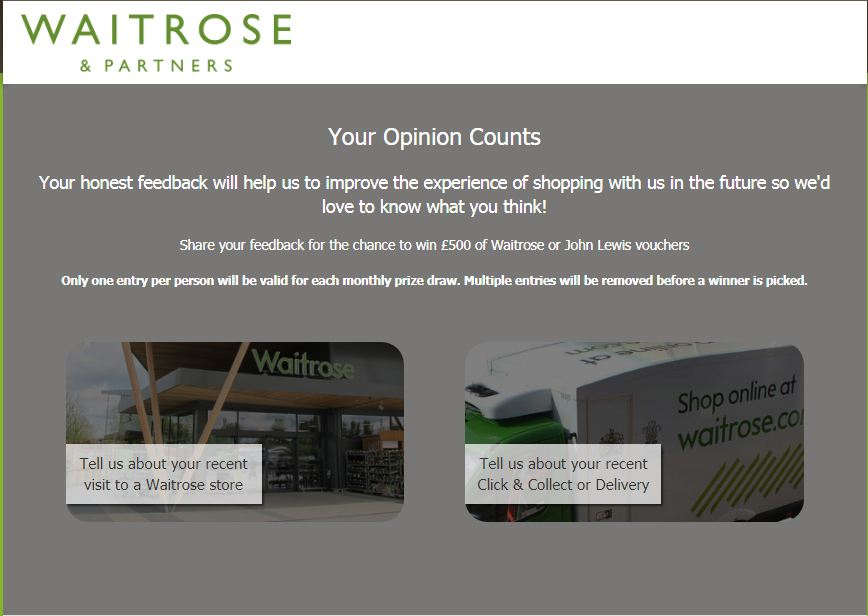 WAITROSE
& PARTNERS
Your Opinion Counts
Your honest feedback will help us to improve the experience of shopping with us in the future so we'd
love to know what you think!
Share your feedback for the chance to win £500 of Waitrose or John Lewis vouchers
Only one entry per person will be valid for each monthly prize draw. Multiple entries will be removed before a winner is picked.
Waitrose
Tell us about your recent
visit to a Waitrose store
online at
Shop online at
waitrose.co
Tell us about your recent
Click & Collect or Delivery